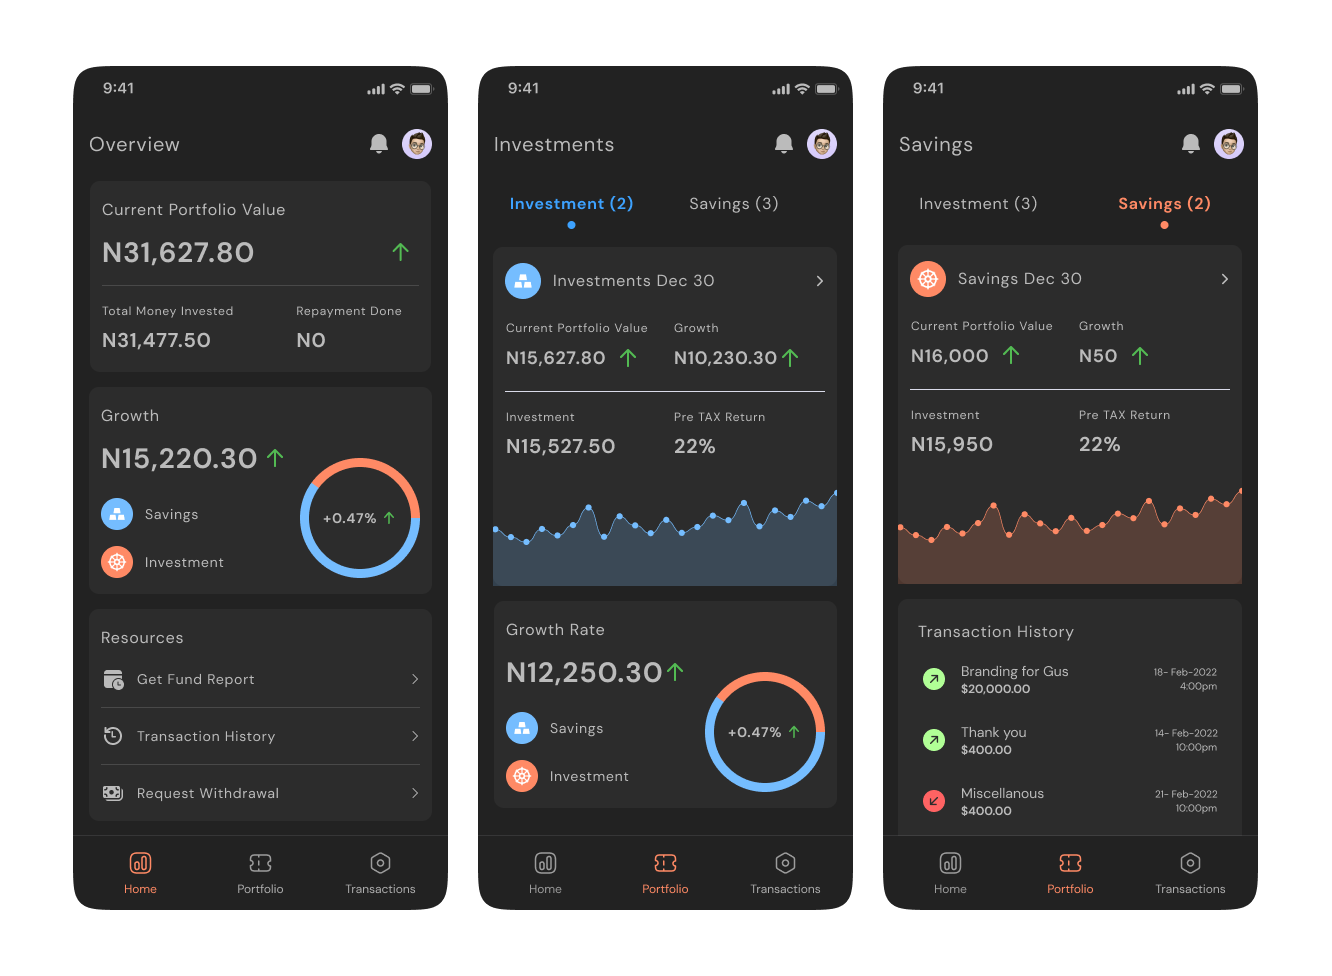 9:41
Overview
Current Portfolio Value
N31,627.80
Total Money Invested
Repayment Done
N31,477.50
N0
Growth
N15,220.30
+0.47%
Savings
Investment
Resources
Get Fund Report
Transaction History
Request Withdrawal
Home
Portfolio
Transactions
9:41
Investments
Investment (2)
Savings (3)
Investments Dec 30
Current Portfolio Value
Growth
N15,627.80
N10,230.30
Investment
Pre TAX Return
N15,527.50
22%
Growth Rate
N12,250.30
+0.47%
Savings
Investment
Home
Portfolio
Transactions
9:41
Savings
Investment (3)
Savings (2)
Savings Dec 30
Current Portfolio Value
Growth
N16,000
N50
Investment
Pre TAX Return
N15,950
22%
Transaction History
Branding for Gus
$20,000.00
18- Feb-2022
4:00pm
Thank you
$400.00
14- Feb-2022
10:00pm
Miscellanous
$400.00
21- Feb-2022
10:00pm
Home
Portfolio
Transactions